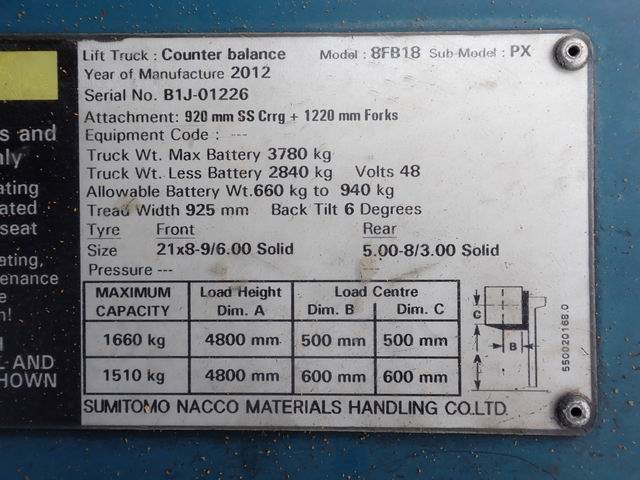 Lift Truck : Counter balance Model : 8FB18 Sub-Model : PX
Year of Manufacture 2012
Serial No. B1J-01226
Attachment: 920 mm SS Crrg + 1220 mm Forks
Equipment Code : ---
Truck Wt. Max Battery 3780 kg
Truck Wt. Less Battery 2840 kg Volts 48
Allowable Battery Wt. 660 kg to 940 kg
Tread Width 925 mm Back Tilt 6 Degrees
Tyre Front Rear
Size 21x8-9/6.00 Solid 5.00-8/3.00 Solid
Pressure --- ---
MAXIMUM CAPACITY Load Height Dim. A Load Centre Dim. B Dim. C
1660 kg 4800 mm 500 mm 500 mm
1510 kg 4800 mm 600 mm 600 mm
C
B
A
550020168.0
SUMITOMO NACCO MATERIALS HANDLING CO.LTD.
s and
nly
ating
ated
seat
ating,
enance
e
n!
H
L AND
SHOWN